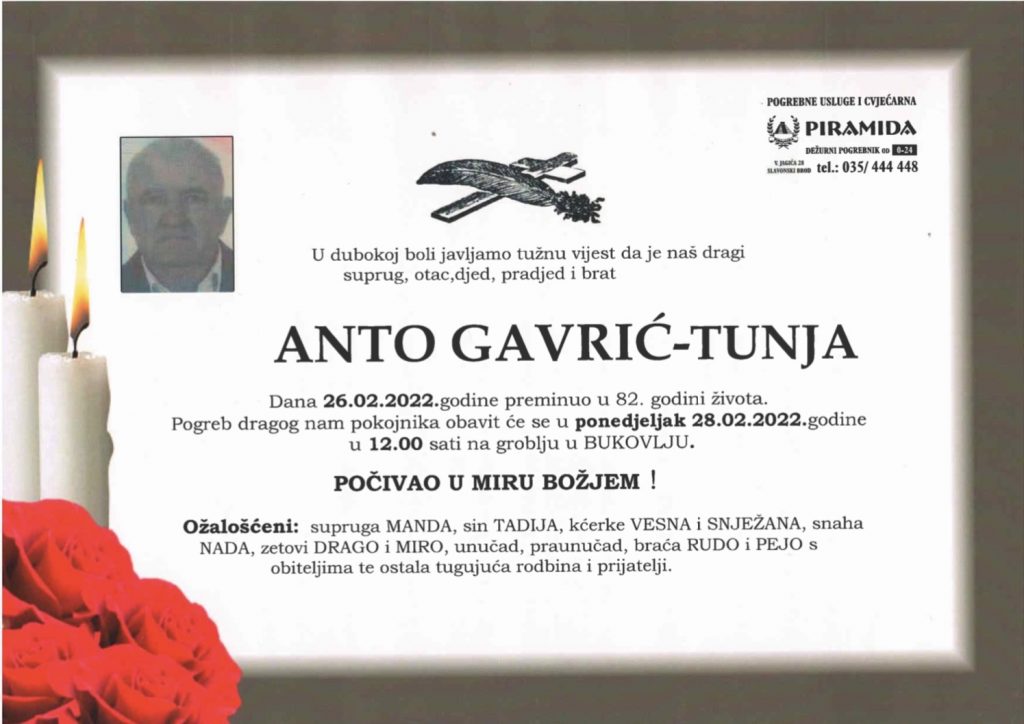 POGREBNE USLUGE I CVJEĆARNA
PIRAMIDA
DEŽURNI POGREBNIK OD 0-24
V. JAGIĆA 28
SLAVONSKI BROD
tel.: 035/ 444 448
U dubokoj boli javljamo tužnu vijest da je naš dragi
suprug, otac,djed, pradjed i brat
ANTO GAVRIĆ-TUNJA
Dana 26.02.2022.godine preminuo u 82. godini života.
Pogreb dragog nam pokojnika obavit će se u ponedjeljak 28.02.2022.godine
u 12.00 sati na groblju u BUKOVLJU.
POČIVAO U MIRU BOŽJEM !
Ožalošćeni: supruga MANDA, sin TADIJA, kćerke VESNA i SNJEŽANA, snaha
NADA, zetovi DRAGO i MIRO, unučad, praunučad, braća RUDO i PEJO s
obiteljima te ostala tugujuća rodbina i prijatelji.